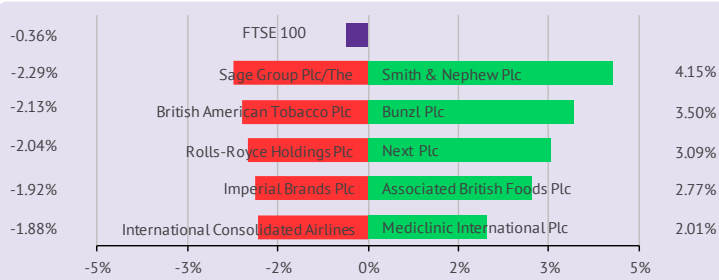 -0.36% FTSE 100
-2.29% Sage Group Plc/The Smith & Nephew Plc 4.15%
-2.13% British American Tobacco Plc Bunzl Plc 3.50%
-2.04% Rolls-Royce Holdings Plc Next Plc 3.09%
-1.92% Imperial Brands Plc Associated British Foods Plc 2.77%
-1.88% International Consolidated Airlines Mediclinic International Plc 2.01%
-5% -3% -2% 0% 2% 3% 5%